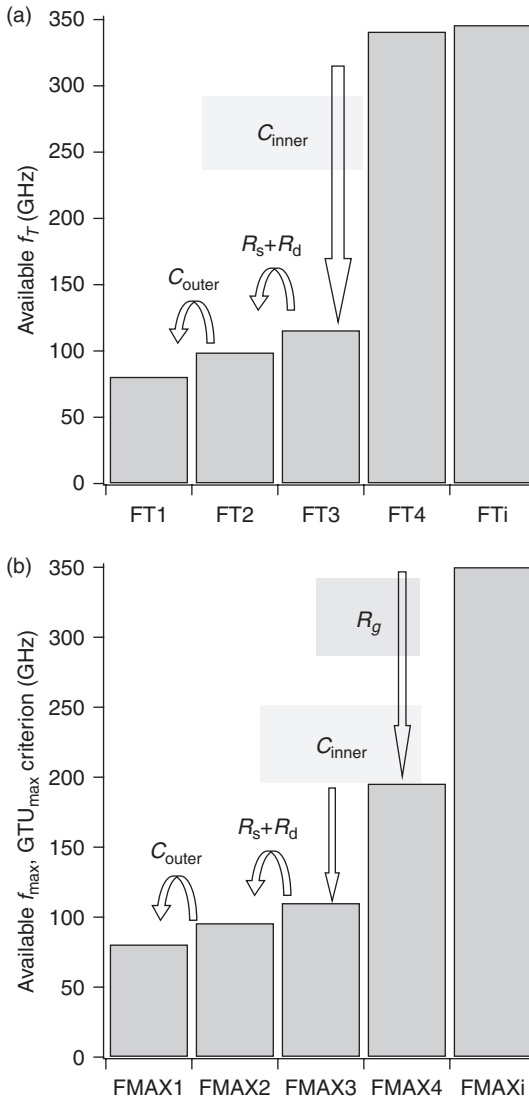 (a)
Available f_T (GHz)
350
300
250
200
150
100
50
0
C_inner
R_s+R_d
C_outer
FT1 FT2 FT3 FT4 FTi
(b)
Available f_max, GTU_max criterion (GHz)
350
300
250
200
150
100
50
0
R_g
C_inner
R_s+R_d
C_outer
FMAX1 FMAX2 FMAX3 FMAX4 FMAXi